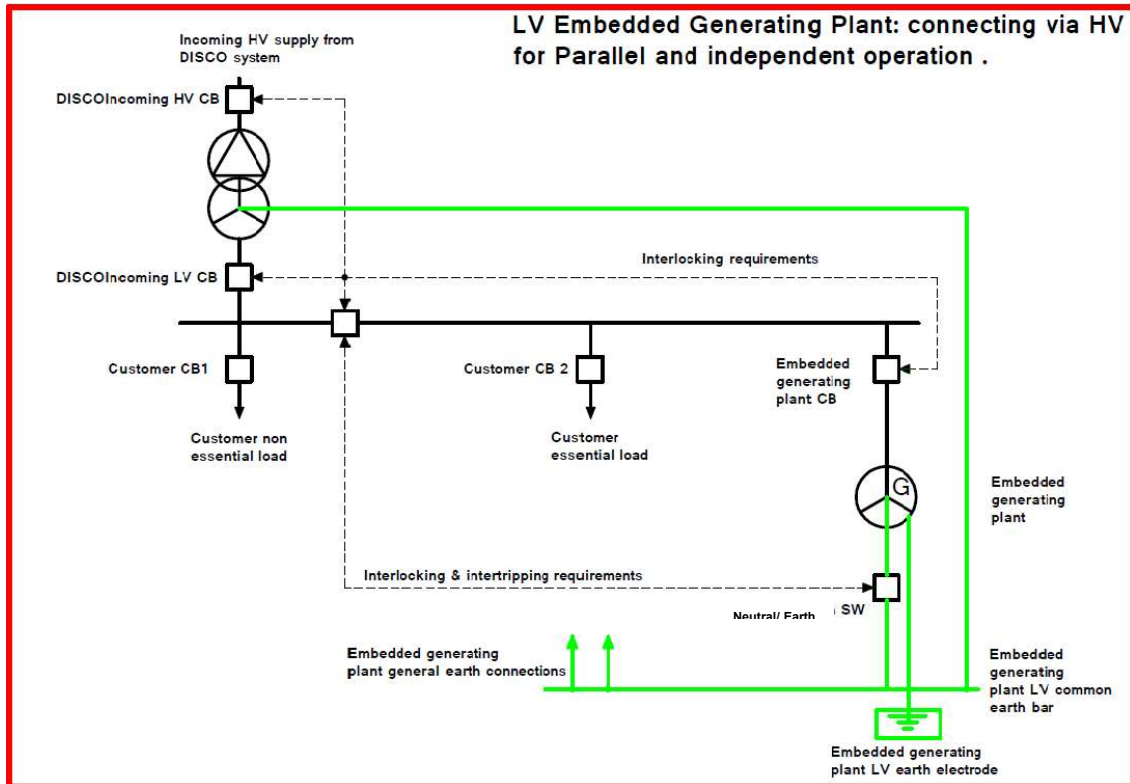 LV Embedded Generating Plant: connecting via HV
for Parallel and independent operation .
Incoming HV supply from
DISCO system
DISCOIncoming HV CB
Interlocking requirements
DISCOIncoming LV CB
Customer CB1
Customer CB 2
Embedded
generating
plant CB
Customer non
essential load
Customer
essential load
G
Embedded
generating
plant
Interlocking & intertripping requirements
Neutral/ Earth SW
Embedded generating
plant general earth connections
Embedded
generating
plant LV common
earth bar
Embedded generating
plant LV earth electrode